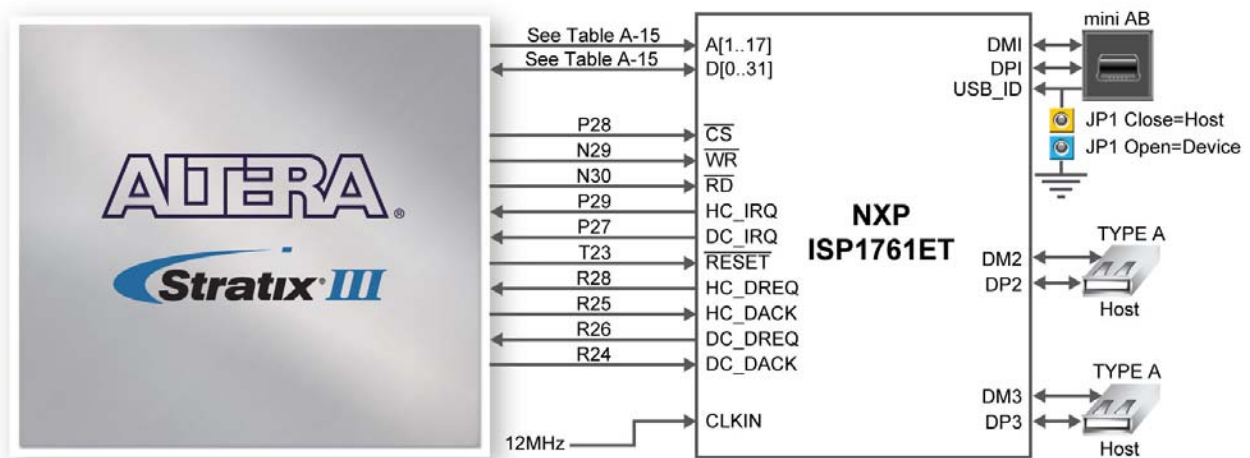 ALTERA®
Stratix III
See Table A-15
See Table A-15
P28
N29
N30
P29
P27
T23
R28
R25
R26
R24
12MHz
A[1..17]
D[0..31]
CS
WR
RD
HC_IRQ
DC_IRQ
RESET
HC_DREQ
HC_DACK
DC_DREQ
DC_DACK
CLKIN
NXP
ISP1761ET
DMI
DPI
USB_ID
DM2
DP2
DM3
DP3
mini AB
JP1 Close=Host
JP1 Open=Device
TYPE A
Host
TYPE A
Host